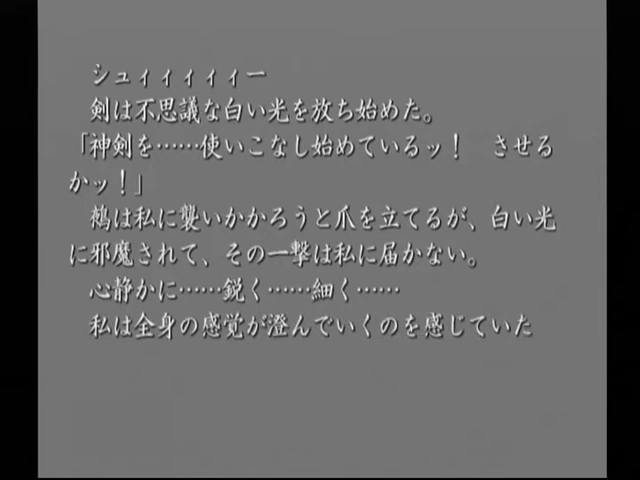 シュィィィィィー
剣は不思議な白い光を放ち始めた。
「神剣を……使いこなし始めているッ！　させる
かッ！」
鵺は私に襲いかかろうと爪を立てるが、白い光
に邪魔されて、その一撃は私に届かない。
心静かに……鋭く……細く……
私は全身の感覚が澄んでいくのを感じていた